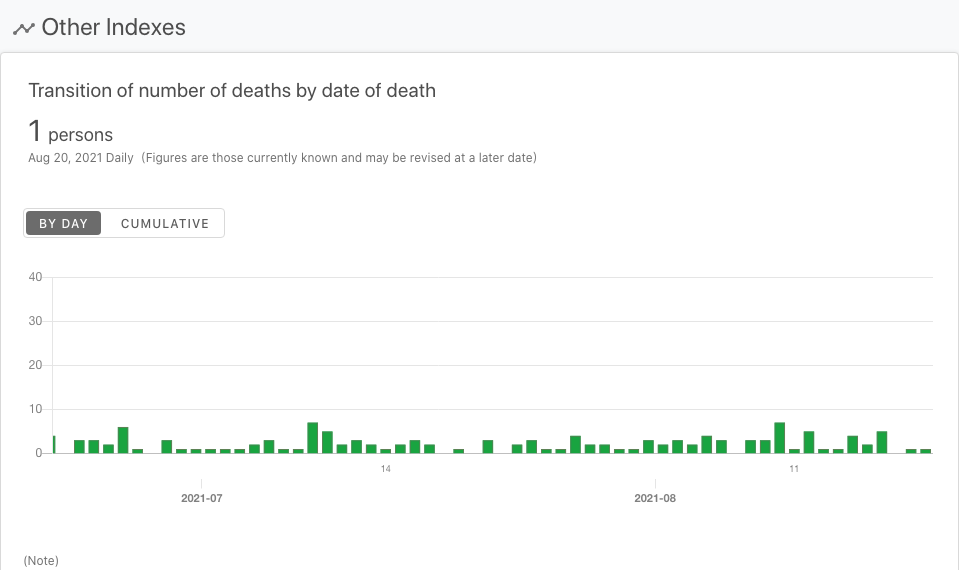 Other Indexes
Transition of number of deaths by date of death
1 persons
Aug 20, 2021 Daily (Figures are those currently known and may be revised at a later date)
BY DAY CUMULATIVE
40
30
20
10
0
14 11
2021-07 2021-08
(Note)